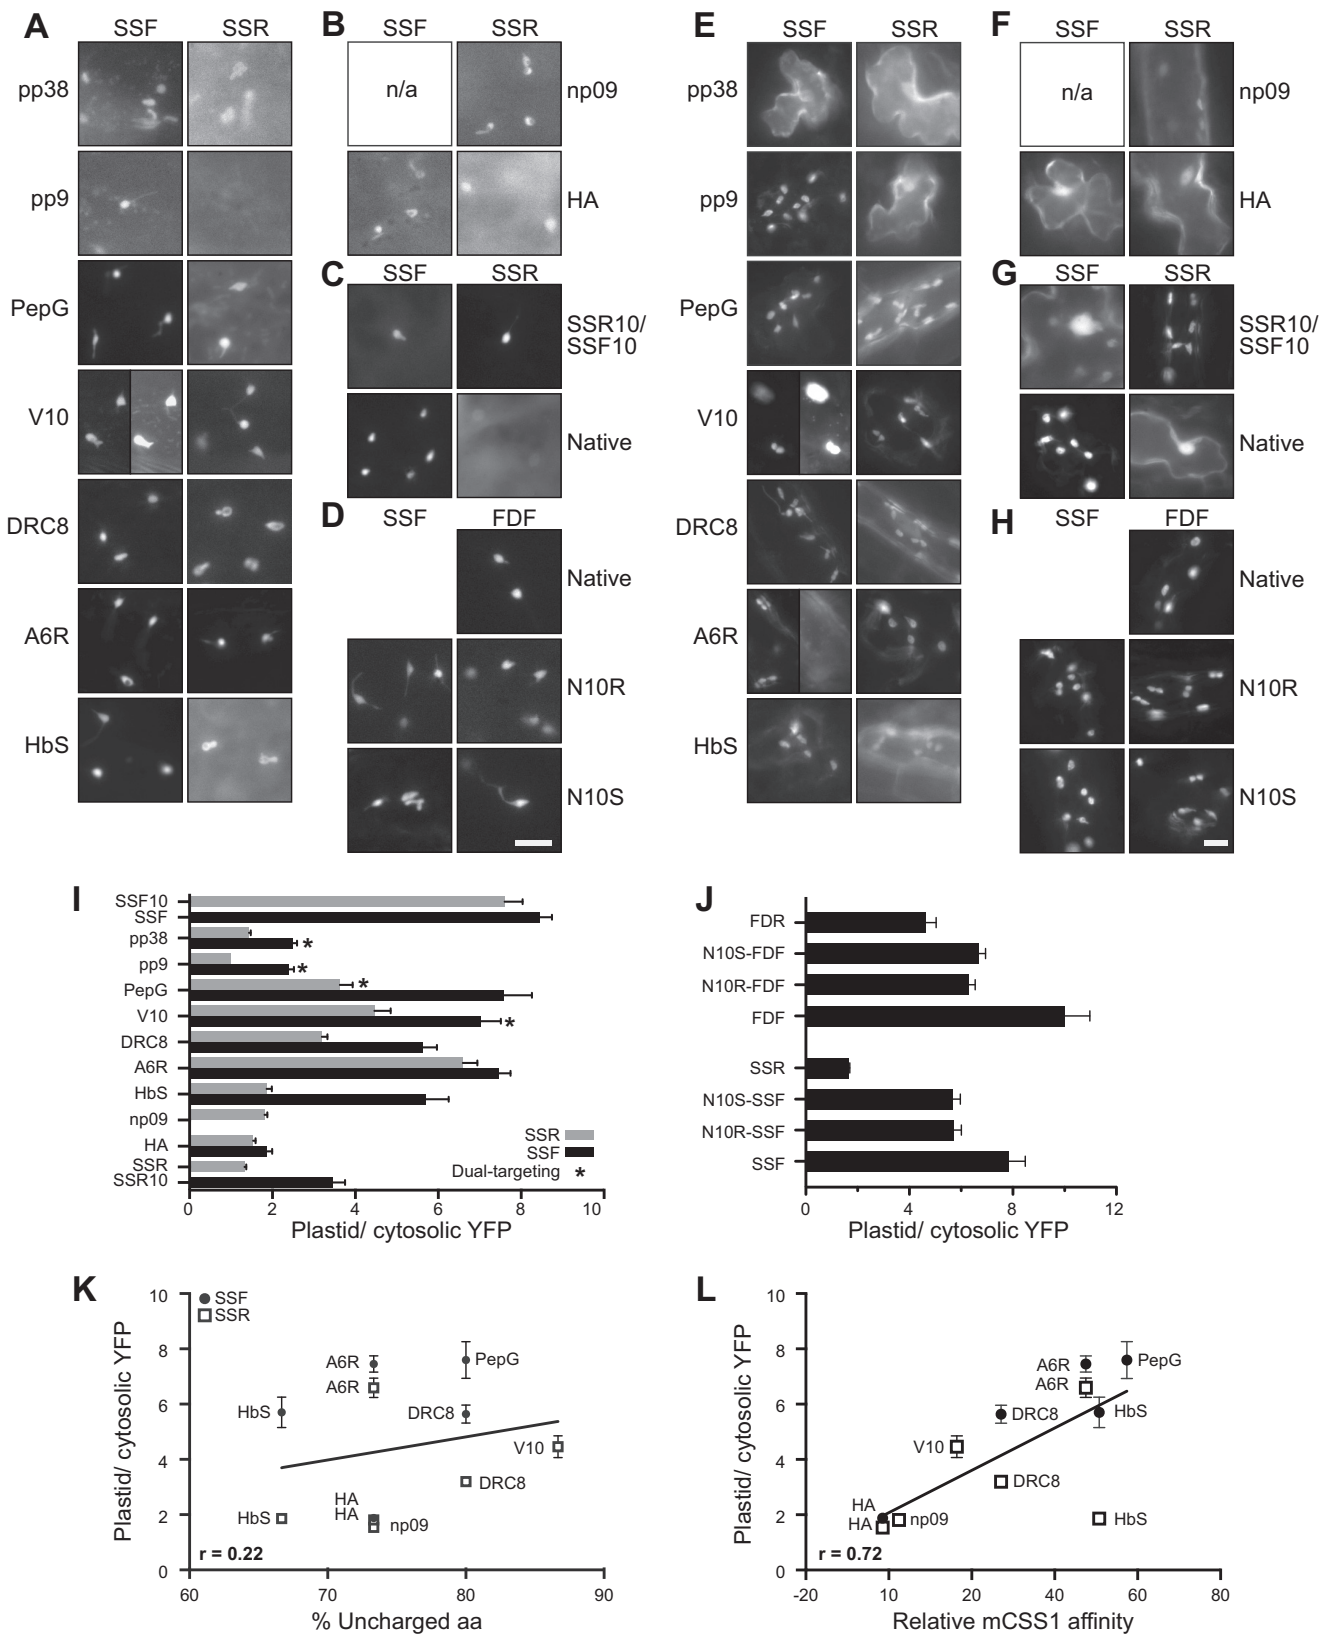 A
SSF SSR
pp38
pp9
PepG
V10
DRC8
A6R
HbS
B
SSF SSR
n/a
np09
HA
C
SSF SSR
SSR10/
SSF10
Native
D
SSF FDF
Native
N10R
N10S
E
SSF SSR
pp38
pp9
PepG
V10
DRC8
A6R
HbS
F
SSF SSR
n/a
np09
HA
G
SSF SSR
SSR10/
SSF10
Native
H
SSF FDF
Native
N10R
N10S
I
SSF10
SSF
pp38 *
pp9 *
PepG *
V10 *
DRC8
A6R
HbS
np09
HA
SSR
SSR10
SSR
SSF
Dual-targeting *
0 2 4 6 8 10
Plastid/ cytosolic YFP
J
FDR
N10S-FDF
N10R-FDF
FDF
SSR
N10S-SSF
N10R-SSF
SSF
0 4 8 12
Plastid/ cytosolic YFP
K
Plastid/ cytosolic YFP
10
8
6
4
2
0
SSF
SSR
A6R
A6R
PepG
HbS
DRC8
V10
DRC8
HbS
HA
HA
np09
r = 0.22
60 70 80 90
% Uncharged aa
L
Plastid/ cytosolic YFP
10
8
6
4
2
0
A6R
A6R
PepG
DRC8
HbS
V10
DRC8
HA
HA
np09
HbS
r = 0.72
-20 10 20 40 60 80
Relative mCSS1 affinity